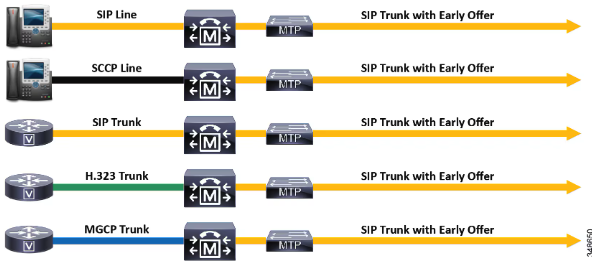 SIP Line
SIP Trunk with Early Offer
M
MTP
SCCP Line
SIP Trunk with Early Offer
M
MTP
SIP Trunk
SIP Trunk with Early Offer
V
M
MTP
H.323 Trunk
SIP Trunk with Early Offer
V
M
MTP
MGCP Trunk
SIP Trunk with Early Offer
V
M
MTP
348650